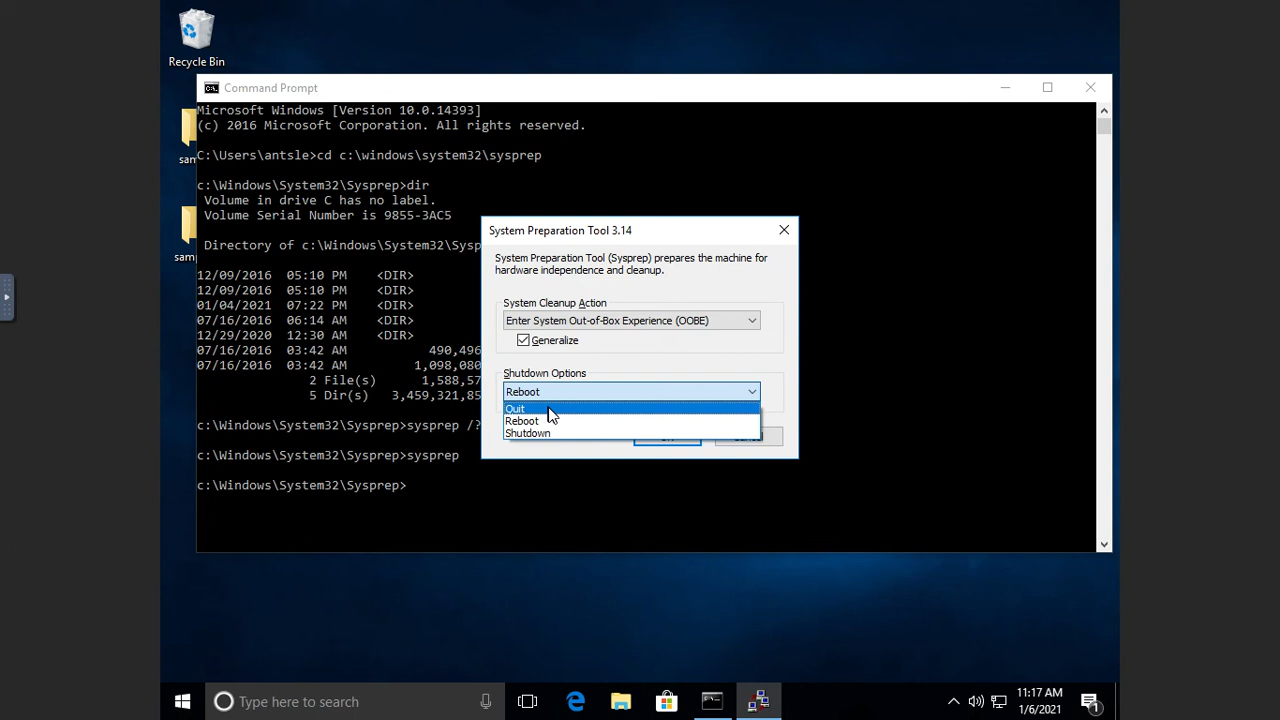 Recycle Bin
Command Prompt
Microsoft Windows [Version 10.0.14393]
(c) 2016 Microsoft Corporation. All rights reserved.
C:\Users\antsle>cd c:\windows\system32\sysprep
sam
c:\Windows\System32\Sysprep>dir
Volume in drive C has no label.
Volume Serial Number is 9855-3AC5
Directory of c:\Windows\System32\Sysp
samp
12/09/2016 05:10 PM <DIR>
12/09/2016 05:10 PM <DIR>
01/04/2021 07:22 PM <DIR>
07/16/2016 06:14 AM <DIR>
12/29/2020 12:30 AM <DIR>
07/16/2016 03:42 AM 490,496
07/16/2016 03:42 AM 1,098,080
2 File(s) 1,588,57
5 Dir(s) 3,459,321,85
c:\Windows\System32\Sysprep>sysprep /?
c:\Windows\System32\Sysprep>sysprep
c:\Windows\System32\Sysprep>
System Preparation Tool 3.14
System Preparation Tool (Sysprep) prepares the machine for
hardware independence and cleanup.
System Cleanup Action
Enter System Out-of-Box Experience (OOBE)
Generalize
Shutdown Options
Reboot
Quit
Reboot
Shutdown
Type here to search
11:17 AM
1/6/2021
1